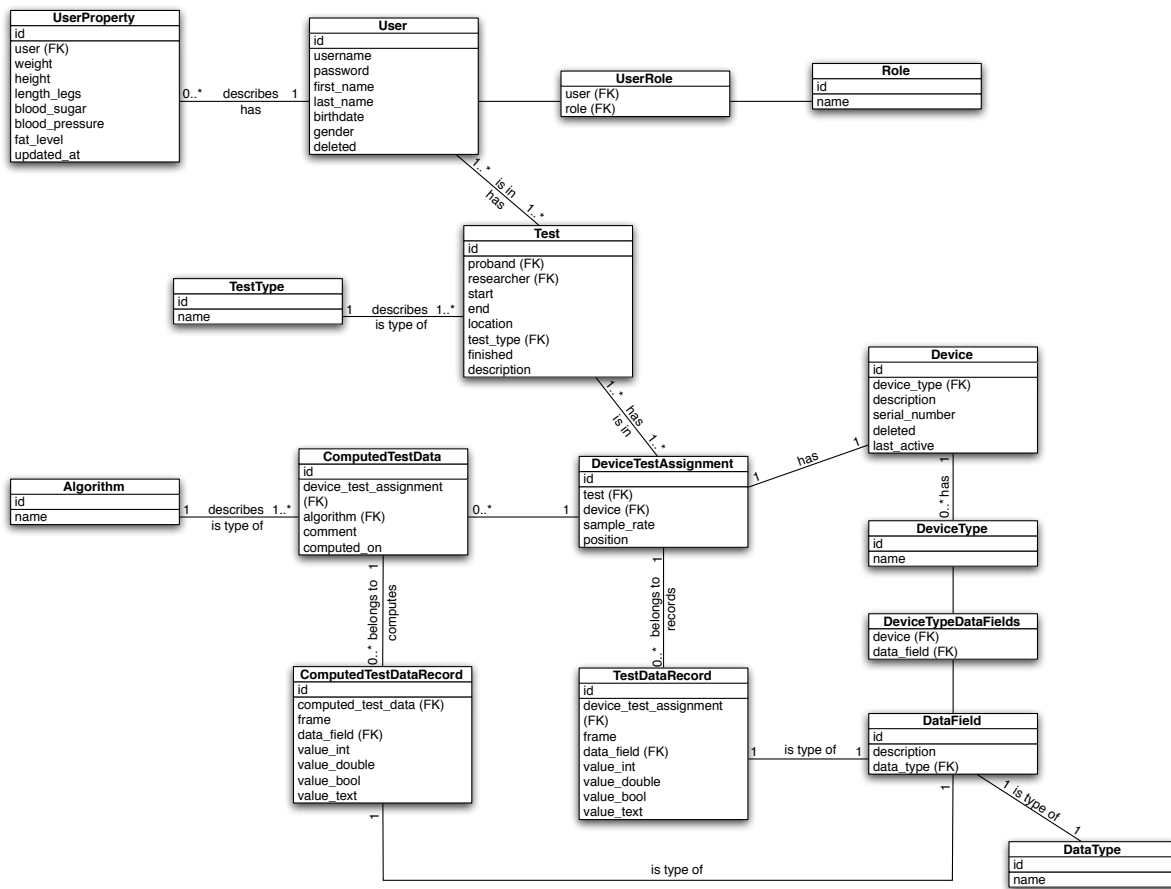 UserProperty
id
user (FK)
weight
height
length_legs
blood_sugar
blood_pressure
fat_level
updated_at
0..* describes 1
has
User
id
username
password
first_name
last_name
birthdate
gender
deleted
UserRole
user (FK)
role (FK)
Role
id
name
1..* is in 1..*
has
Test
id
proband (FK)
researcher (FK)
start
end
location
test_type (FK)
finished
description
TestType
id
name
1 describes 1..*
is type of
1..* has 1..*
is in
Device
id
device_type (FK)
description
serial_number
deleted
last_active
1 has 1
DeviceTestAssignment
id
test (FK)
device (FK)
sample_rate
position
ComputedTestData
id
device_test_assignment
(FK)
algorithm (FK)
comment
computed_on
0..* 1
Algorithm
id
name
1 describes 1..*
is type of
0..* has 1
DeviceType
id
name
DeviceTypeDataFields
device (FK)
data_field (FK)
0..* belongs to 1
computes
0..* belongs to 1
records
ComputedTestDataRecord
id
computed_test_data (FK)
frame
data_field (FK)
value_int
value_double
value_bool
value_text
TestDataRecord
id
device_test_assignment
(FK)
frame
data_field (FK)
value_int
value_double
value_bool
value_text
1 is type of 1
DataField
id
description
data_type (FK)
1 is type of 1
1 is type of 1
DataType
id
name